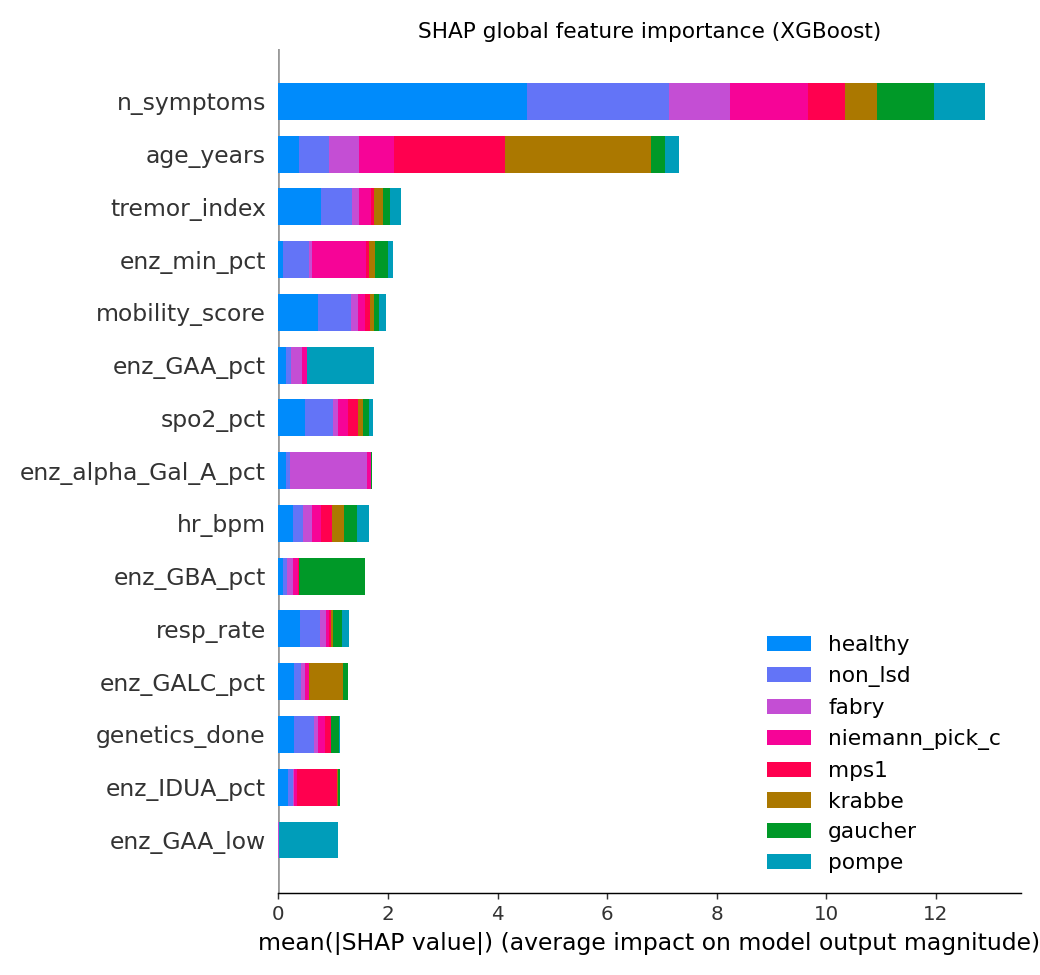 SHAP global feature importance (XGBoost)
n_symptoms
age_years
tremor_index
enz_min_pct
mobility_score
enz_GAA_pct
spo2_pct
enz_alpha_Gal_A_pct
hr_bpm
enz_GBA_pct
resp_rate
enz_GALC_pct
genetics_done
enz_IDUA_pct
enz_GAA_low
healthy
non_lsd
fabry
niemann_pick_c
mps1
krabbe
gaucher
pompe
0 2 4 6 8 10 12
mean(|SHAP value|) (average impact on model output magnitude)